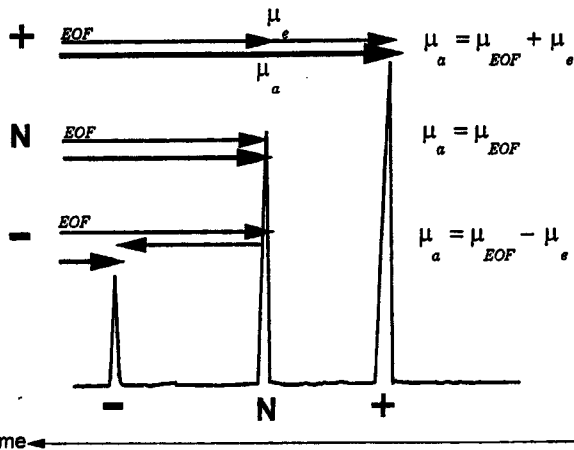 + EOF μe μa μa = μEOF + μe
N EOF μa = μEOF
− EOF μa = μEOF − μe
− N +
me